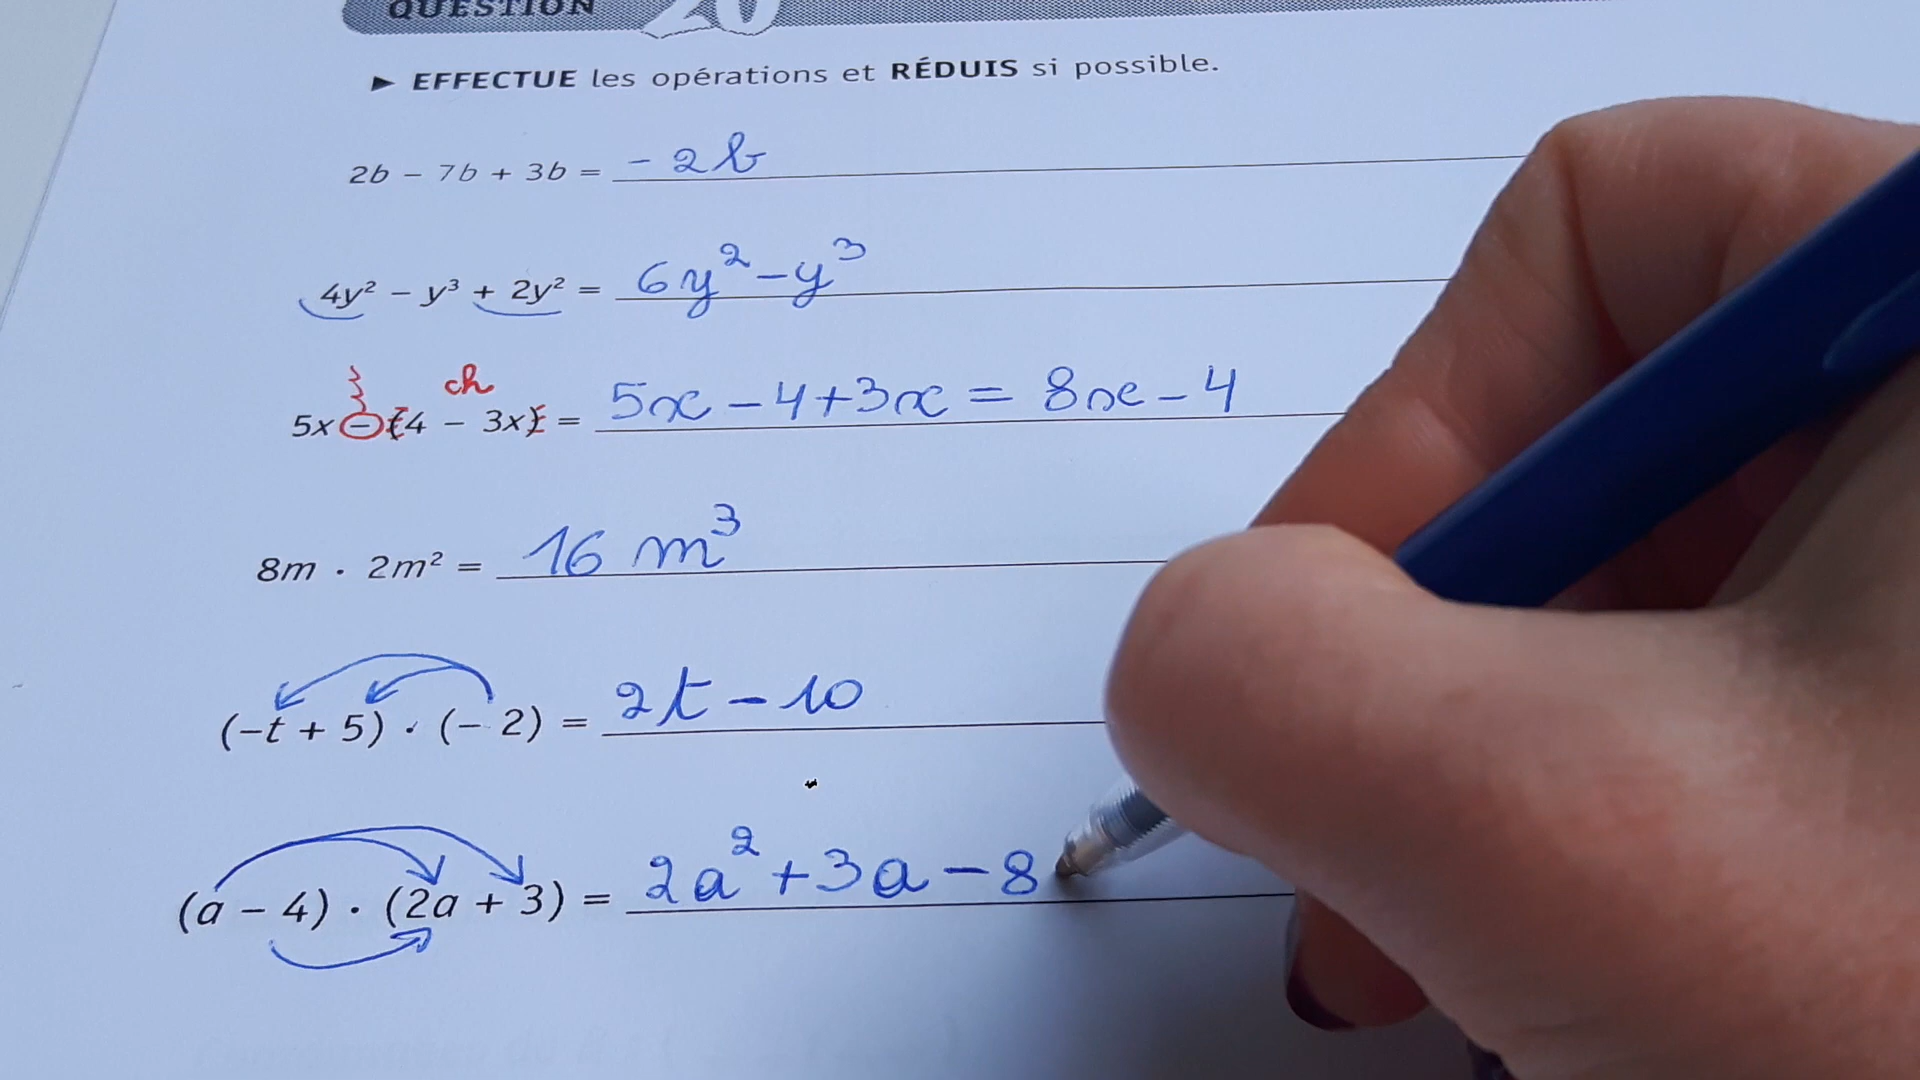 QUESTION 20
► EFFECTUE les opérations et RÉDUIS si possible.
2b – 7b + 3b = - 2b
4y² – y³ + 2y² = 6y² - y³
ch
5x – (4 – 3x) = 5x - 4 + 3x = 8x - 4
8m · 2m² = 16 m³
(–t + 5) · (– 2) = 2t - 10
(a – 4) · (2a + 3) = 2a² + 3a - 8